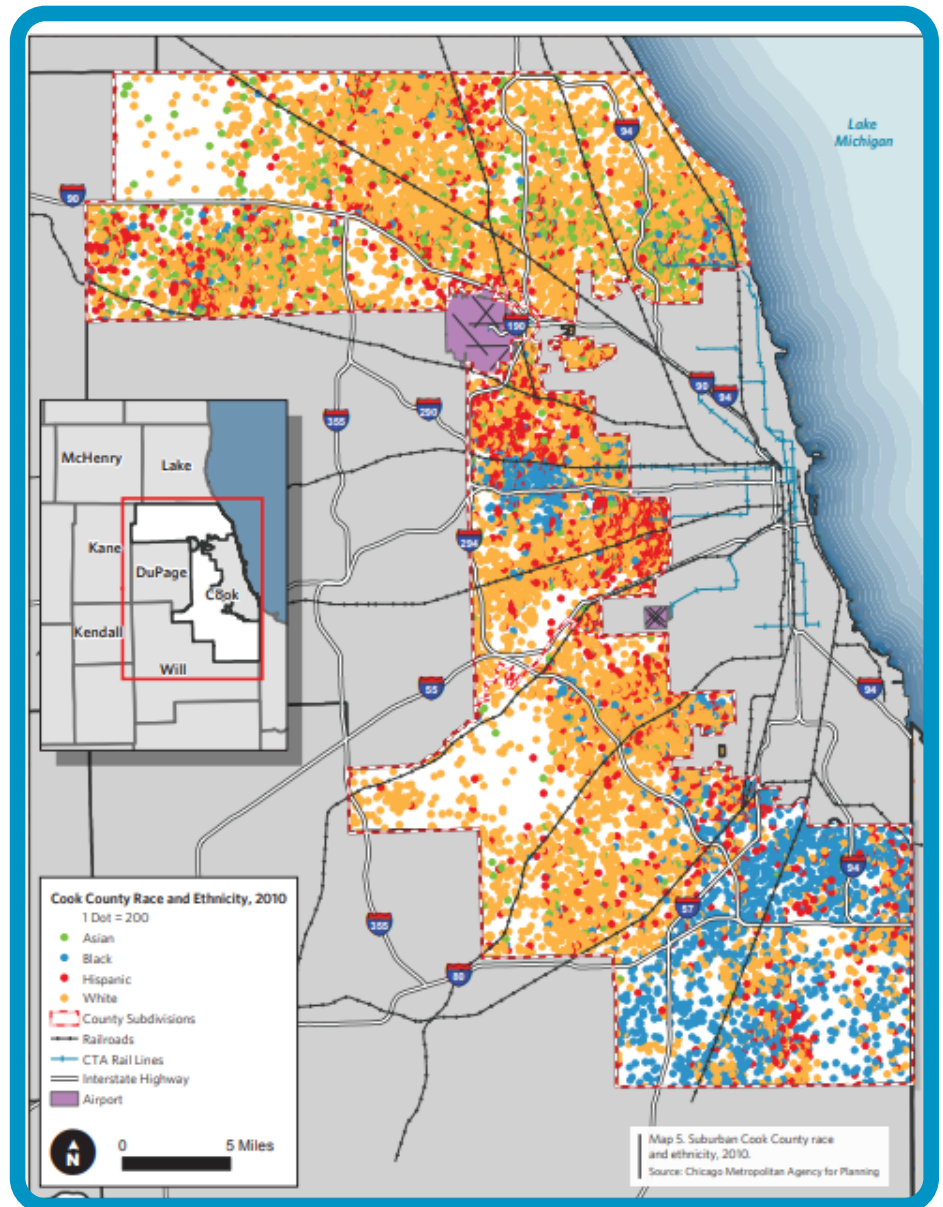 Lake
Michigan
94
90
190
90
94
290
355
McHenry
Lake
Kane
DuPage
Cook
Kendall
Will
294
55
94
94
57
355
80
Cook County Race and Ethnicity, 2010
1 Dot = 200
Asian
Black
Hispanic
White
County Subdivisions
Railroads
CTA Rail Lines
Interstate Highway
Airport
N
0 5 Miles
Map 5. Suburban Cook County race
and ethnicity, 2010.
Source: Chicago Metropolitan Agency for Planning